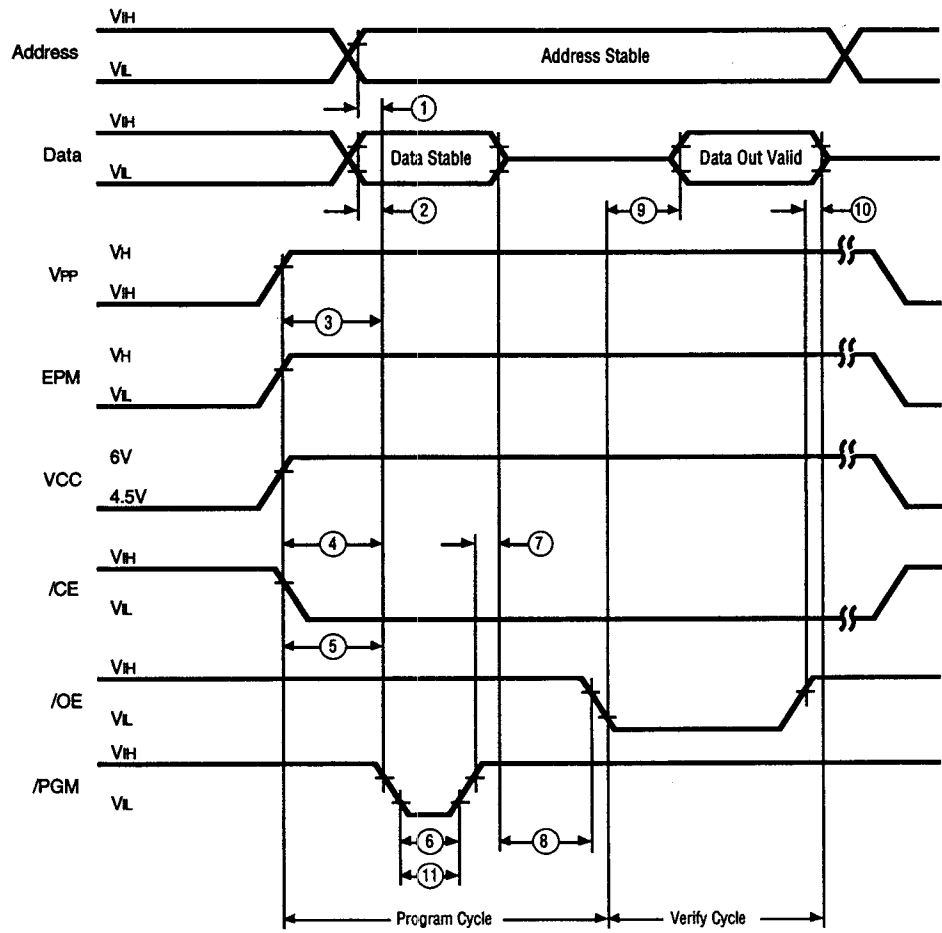 VIH
Address
Address Stable
VIL
1
VIH
Data
Data Stable
Data Out Valid
VIL
2
9
10
VH
VPP
VIH
3
VH
EPM
VIL
6V
VCC
4.5V
4
7
VIH
/CE
VIL
5
VIH
/OE
VIL
VIH
/PGM
VIL
6
8
11
Program Cycle
Verify Cycle